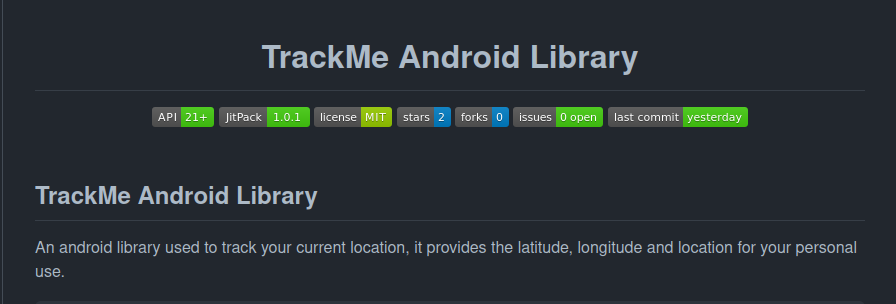 TrackMe Android Library
API 21+ JitPack 1.0.1 license MIT stars 2 forks 0 issues 0 open last commit yesterday
TrackMe Android Library
An android library used to track your current location, it provides the latitude, longitude and location for your personal
use.